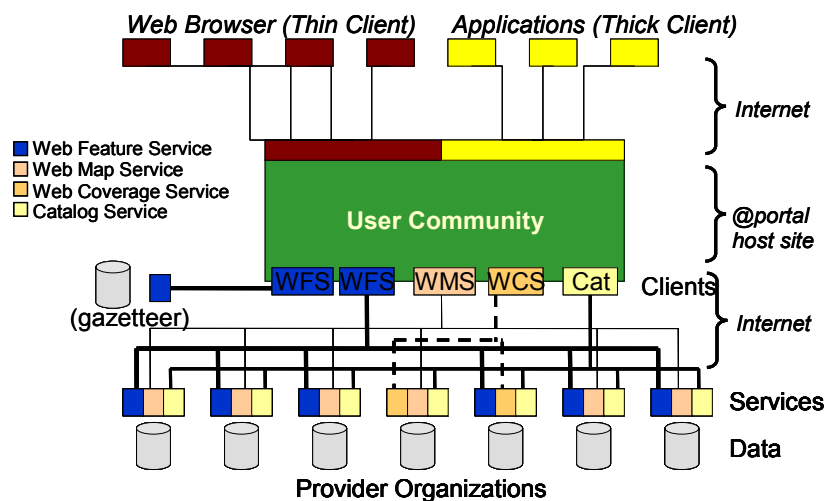 Web Browser (Thin Client)
Applications (Thick Client)
Internet
Web Feature Service
Web Map Service
Web Coverage Service
Catalog Service
User Community
@portal
host site
WFS
WFS
WMS
WCS
Cat
Clients
(gazetteer)
Internet
Services
Data
Provider Organizations